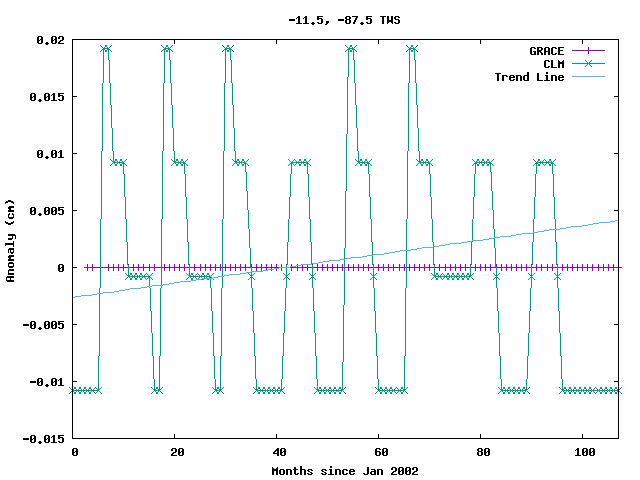 -11.5, -87.5 TWS
GRACE
CLM
Trend Line
0.02
0.015
0.01
0.005
0
-0.005
-0.01
-0.015
Anomaly (cm)
0 20 40 60 80 100
Months since Jan 2002